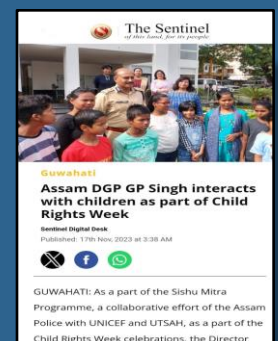 The Sentinel
of this land, for its people
Guwahati
Assam DGP GP Singh interacts
with children as part of Child
Rights Week
Sentinel Digital Desk
Published: 17th Nov, 2023 at 3:38 AM
GUWAHATI: As a part of the Sishu Mitra
Programme, a collaborative effort of the Assam
Police with UNICEF and UTSAH, as a part of the
Child Rights Week celebrations, the Director